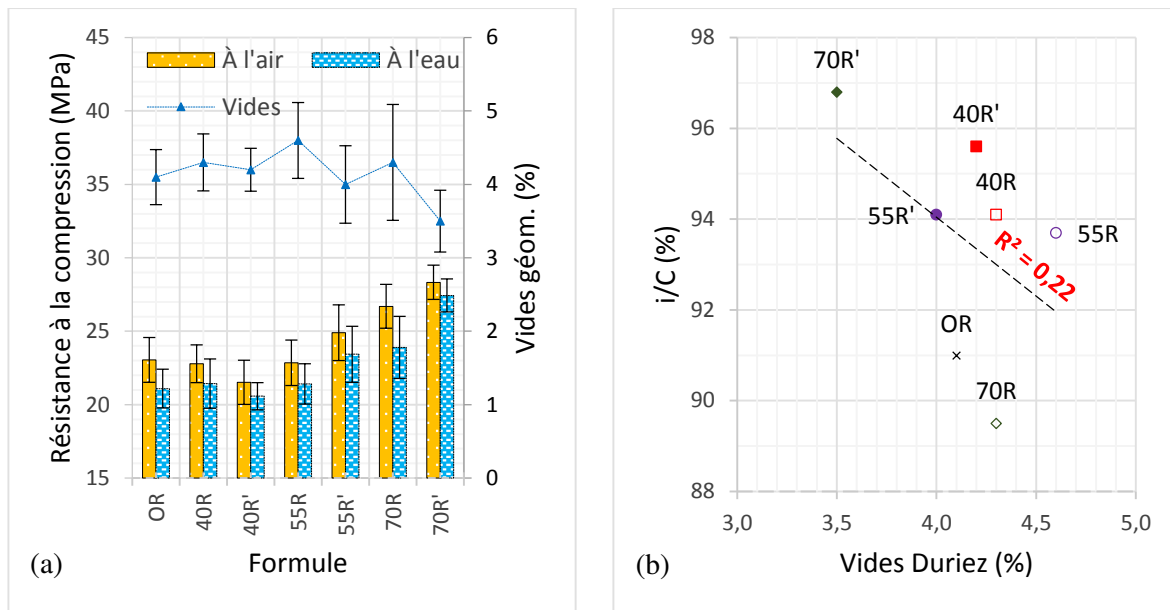 45
40
35
30
25
20
15
Résistance à la compression (MPa)
À l'air
À l'eau
Vides
6
5
4
3
2
1
0
Vides géom. (%)
OR
40R
40R'
55R
55R'
70R
70R'
Formule
(a)
98
96
94
92
90
88
i/C (%)
70R'
40R'
40R
55R'
55R
R² = 0,22
OR
70R
3,0
3,5
4,0
4,5
5,0
Vides Duriez (%)
(b)